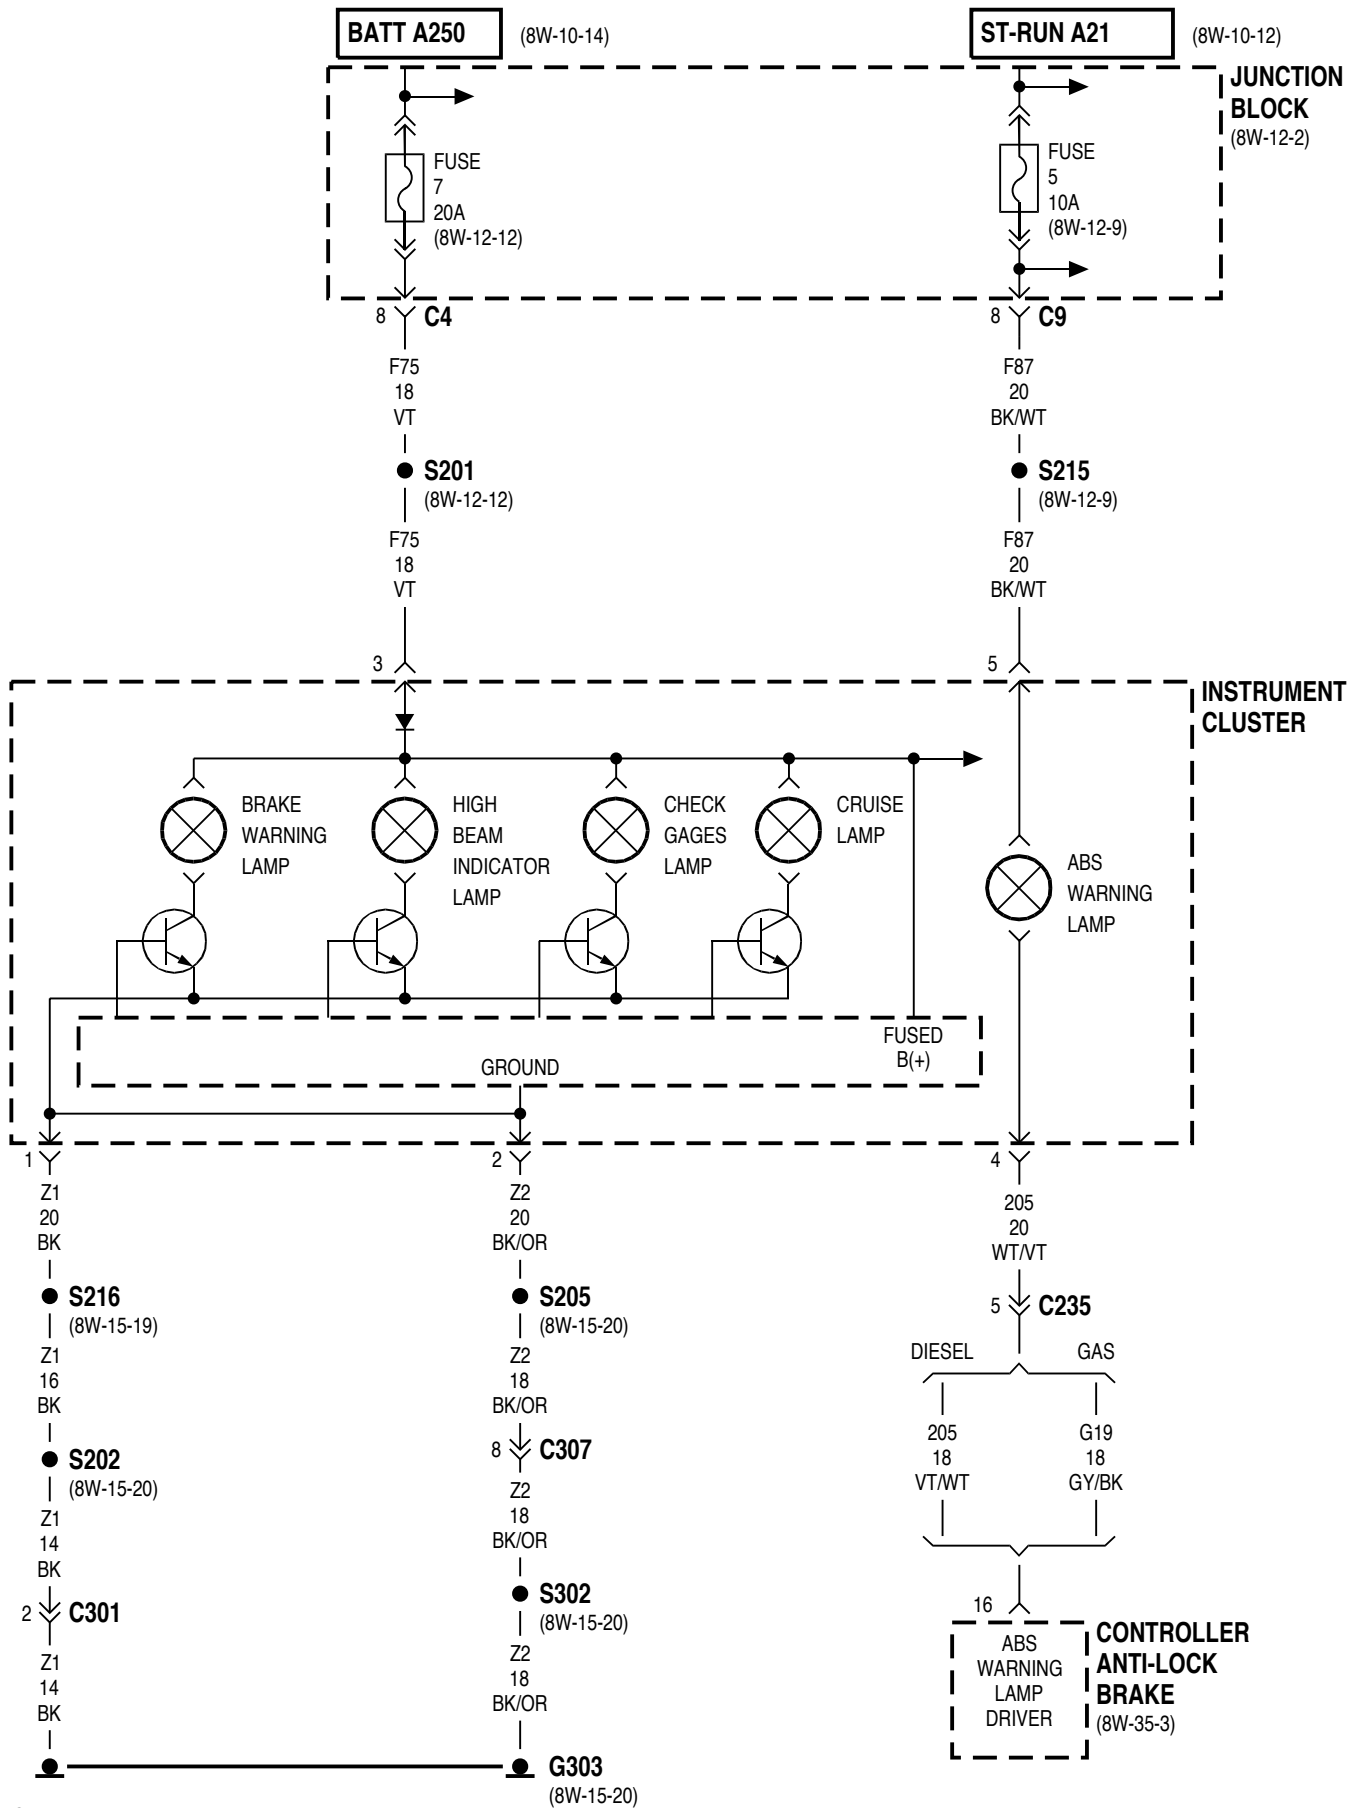 BATT A250
(8W-10-14)
ST-RUN A21
(8W-10-12)
JUNCTION
BLOCK
(8W-12-2)
FUSE
7
20A
(8W-12-12)
FUSE
5
10A
(8W-12-9)
8
C4
8
C9
F75
18
VT
F87
20
BK/WT
S201
(8W-12-12)
S215
(8W-12-9)
F75
18
VT
F87
20
BK/WT
3
5
INSTRUMENT
CLUSTER
BRAKE
WARNING
LAMP
HIGH
BEAM
INDICATOR
LAMP
CHECK
GAGES
LAMP
CRUISE
LAMP
ABS
WARNING
LAMP
FUSED
B(+)
GROUND
1
2
4
Z1
20
BK
Z2
20
BK/OR
205
20
WT/VT
S216
(8W-15-19)
S205
(8W-15-20)
5
C235
Z1
16
BK
Z2
18
BK/OR
DIESEL
GAS
S202
(8W-15-20)
8
C307
205
18
VT/WT
G19
18
GY/BK
Z1
14
BK
Z2
18
BK/OR
2
C301
S302
(8W-15-20)
16
Z1
14
BK
Z2
18
BK/OR
ABS
WARNING
LAMP
DRIVER
CONTROLLER
ANTI-LOCK
BRAKE
(8W-35-3)
G303
(8W-15-20)